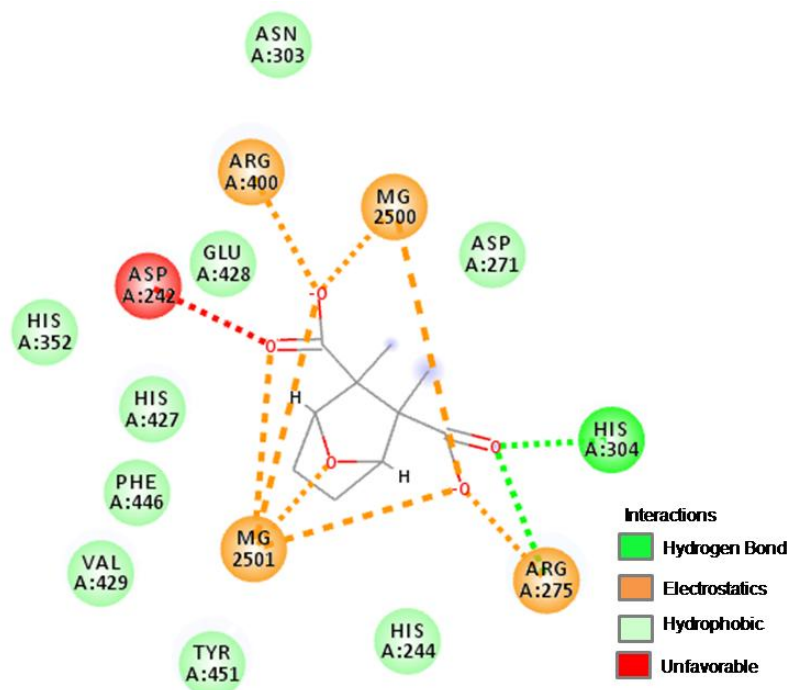 ASN
A:303
ARG
A:400
MG
2500
GLU
A:428
ASP
A:271
ASP
A:242
-O
O
HIS
A:352
H
HIS
A:427
O
HIS
A:304
O
H
-O
PHE
A:446
MG
2501
Interactions
Hydrogen Bond
VAL
A:429
ARG
A:275
Electrostatics
HIS
A:244
Hydrophobic
TYR
A:451
Unfavorable